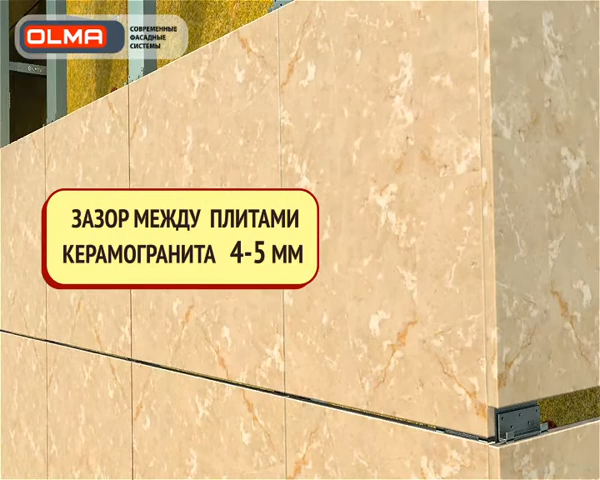 OLMA
СОВРЕМЕННЫЕ
ФАСАДНЫЕ
СИСТЕМЫ
ЗАЗОР МЕЖДУ ПЛИТАМИ
КЕРАМОГРАНИТА 4-5 ММ